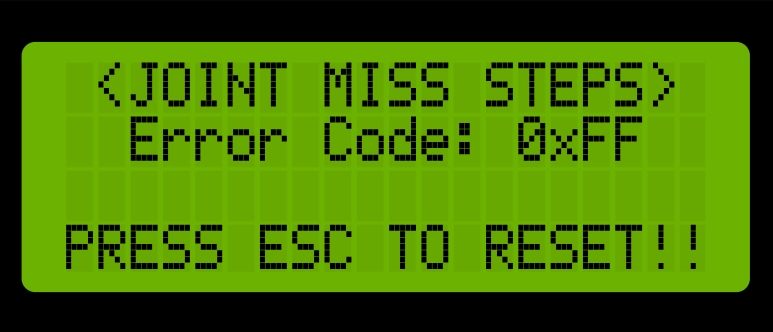 <JOINT MISS STEPS>
Error Code: 0xFF
PRESS ESC TO RESET!!